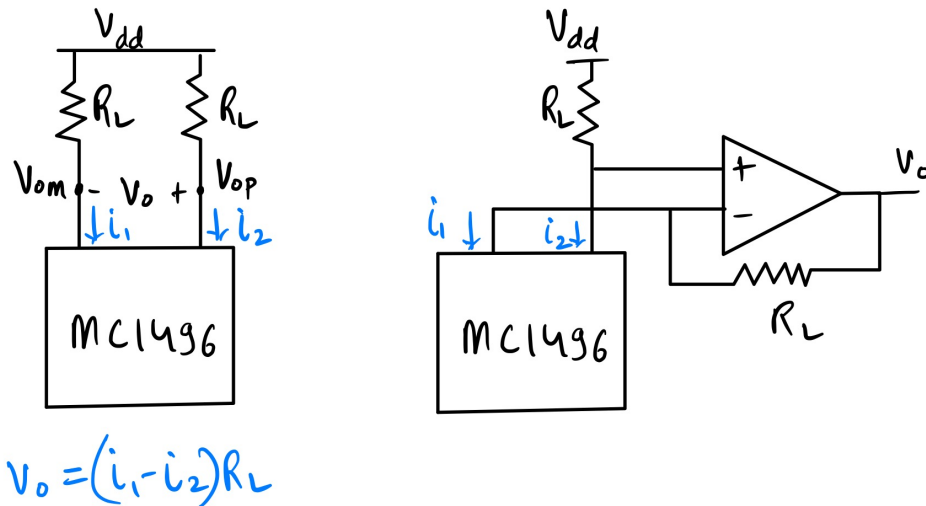 Vdd
RL RL
Vom - Vo + Vop
i1 i2
MC1496
Vo = (i1 - i2)RL
Vdd
RL
+
-
Vo
i1 i2
RL
MC1496